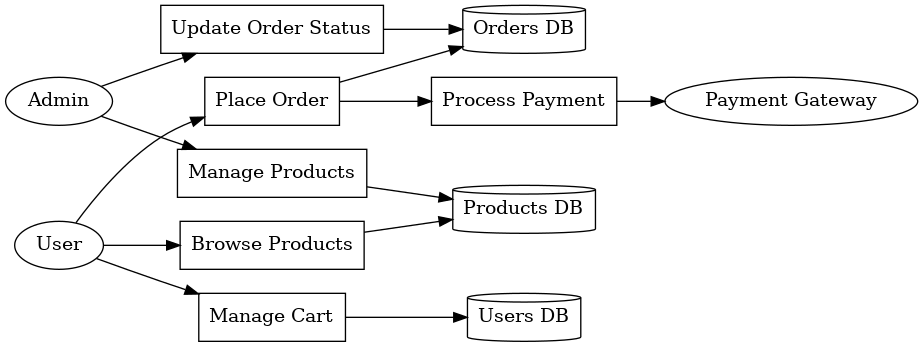 Update Order Status
Orders DB
Admin
Place Order
Process Payment
Payment Gateway
Manage Products
Products DB
User
Browse Products
Manage Cart
Users DB